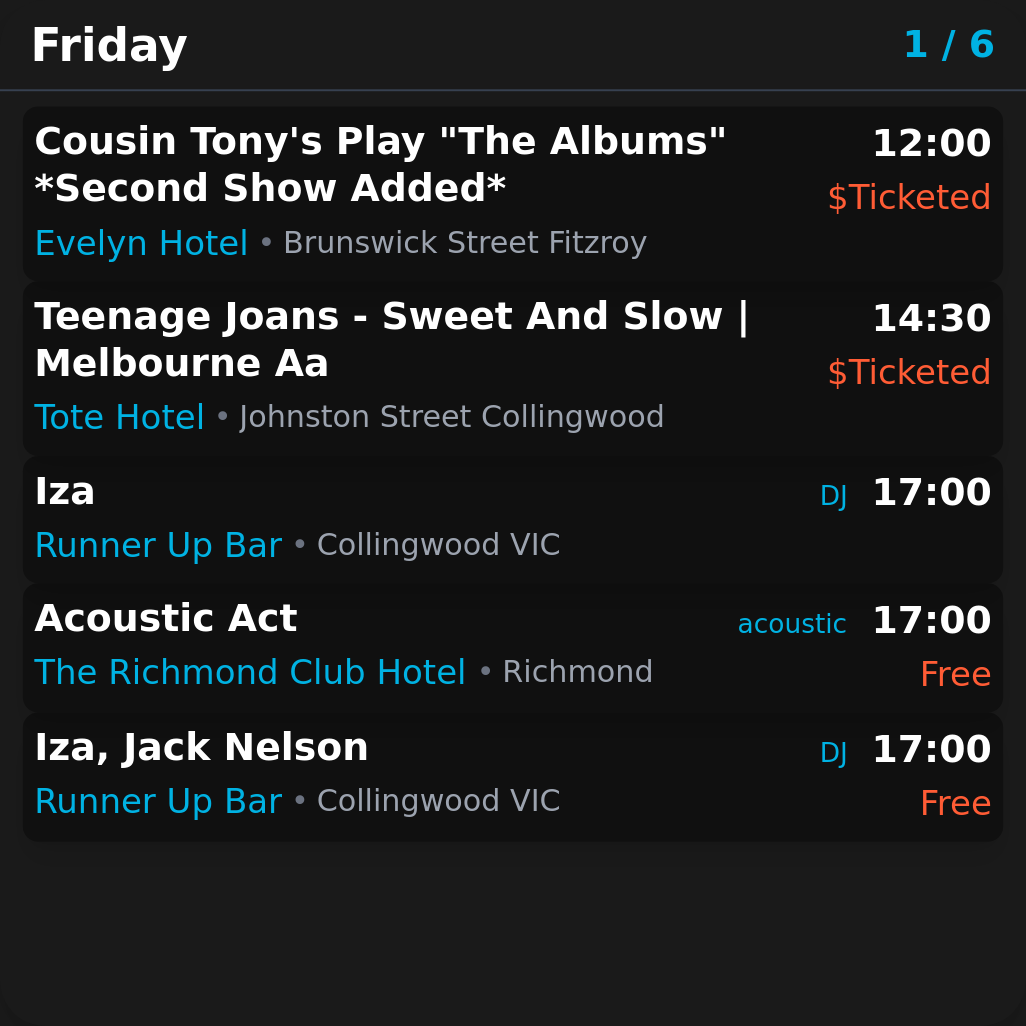 Friday
1 / 6
Cousin Tony's Play "The Albums"
*Second Show Added*
12:00
$Ticketed
Evelyn Hotel • Brunswick Street Fitzroy
Teenage Joans - Sweet And Slow |
Melbourne Aa
14:30
$Ticketed
Tote Hotel • Johnston Street Collingwood
Iza
DJ 17:00
Runner Up Bar • Collingwood VIC
Acoustic Act
acoustic 17:00
The Richmond Club Hotel • Richmond
Free
Iza, Jack Nelson
DJ 17:00
Runner Up Bar • Collingwood VIC
Free